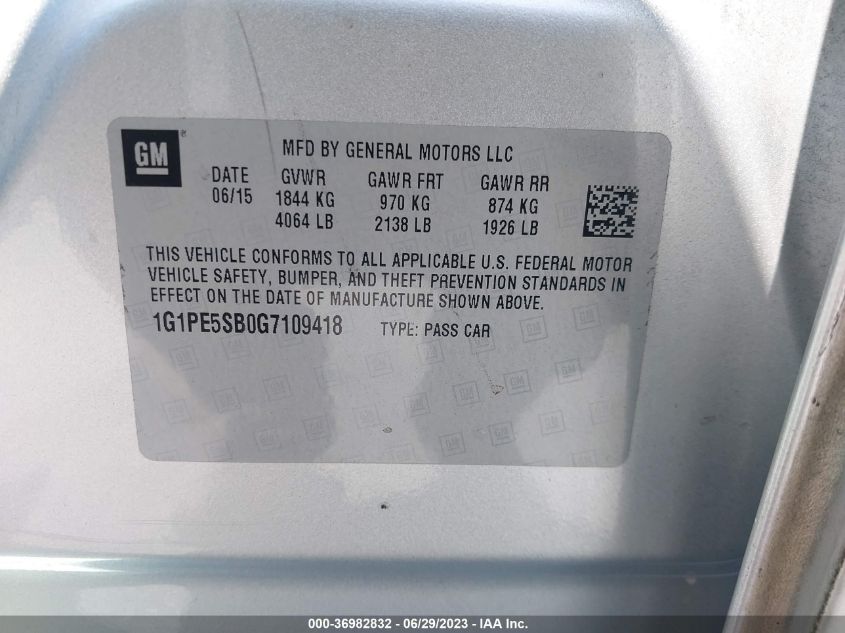 GM ®
MFD BY GENERAL MOTORS LLC
DATE GVWR GAWR FRT GAWR RR
06/15 1844 KG 970 KG 874 KG
4064 LB 2138 LB 1926 LB
THIS VEHICLE CONFORMS TO ALL APPLICABLE U.S. FEDERAL MOTOR
VEHICLE SAFETY, BUMPER, AND THEFT PREVENTION STANDARDS IN
EFFECT ON THE DATE OF MANUFACTURE SHOWN ABOVE.
1G1PE5SB0G7109418 TYPE: PASS CAR
000-36982832 - 06/29/2023 - IAA Inc.